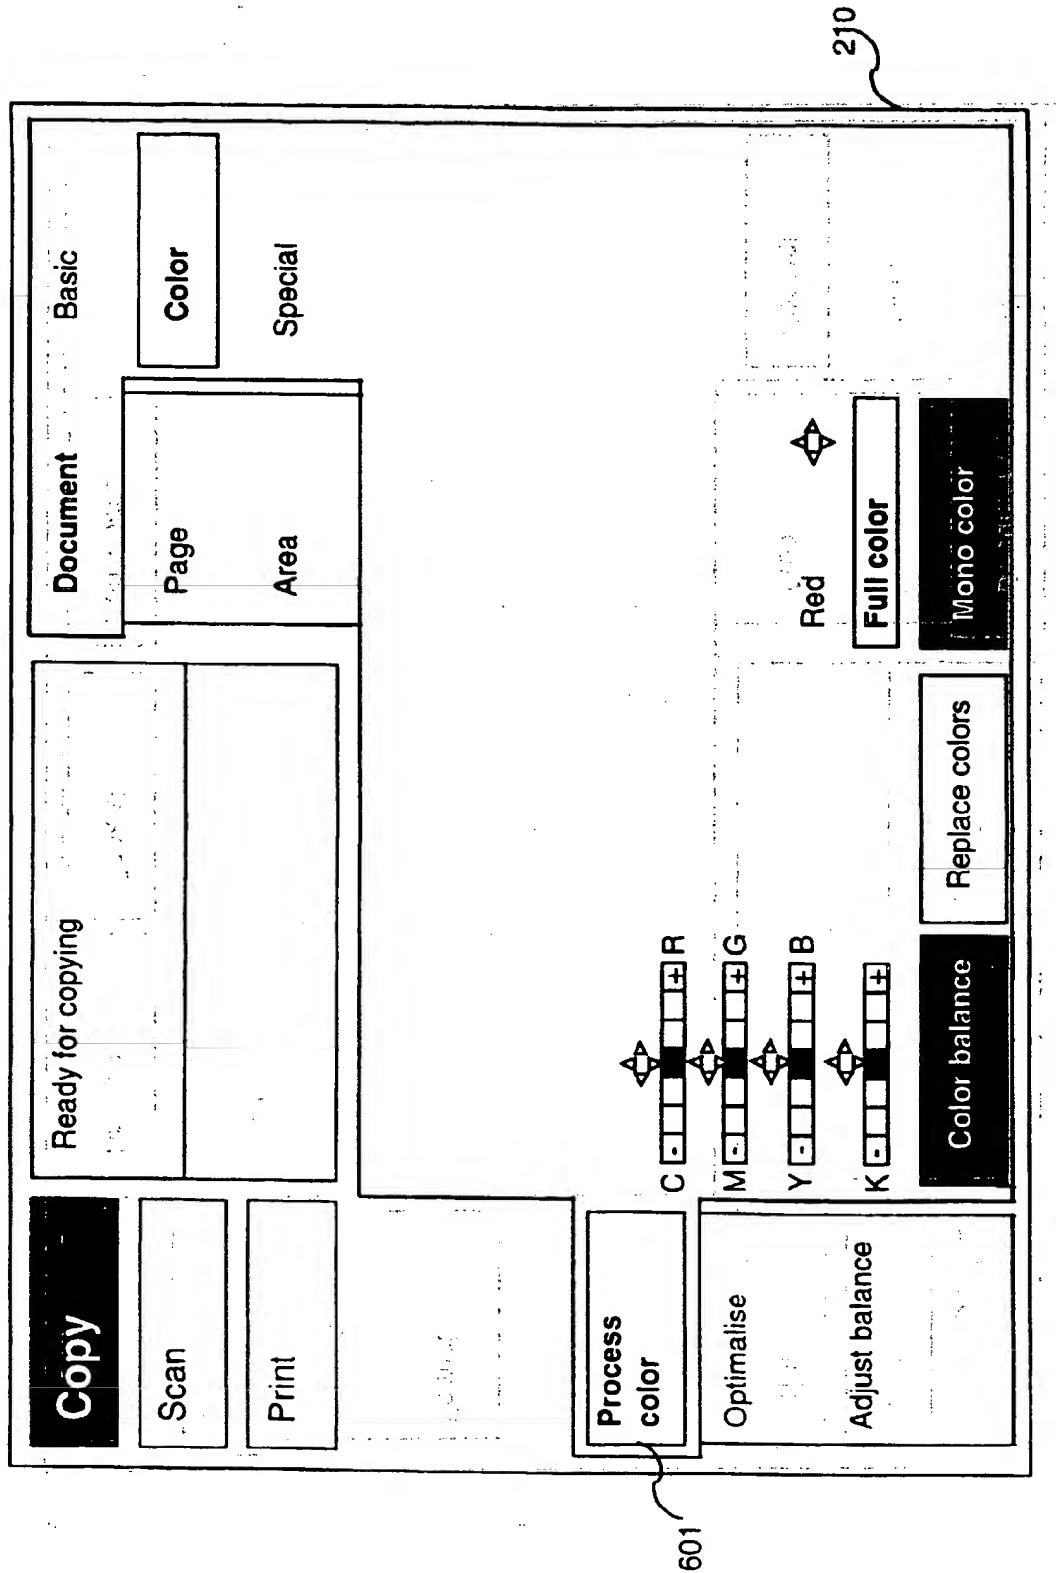 210
Copy
Scan
Print
Ready for copying
Document
Basic
Page
Color
Area
Special
Process
color
601
Optimalise
Adjust balance
C - + R
M - + G
Y - + B
K - +
Color balance
Replace colors
Red
Full color
Mono color